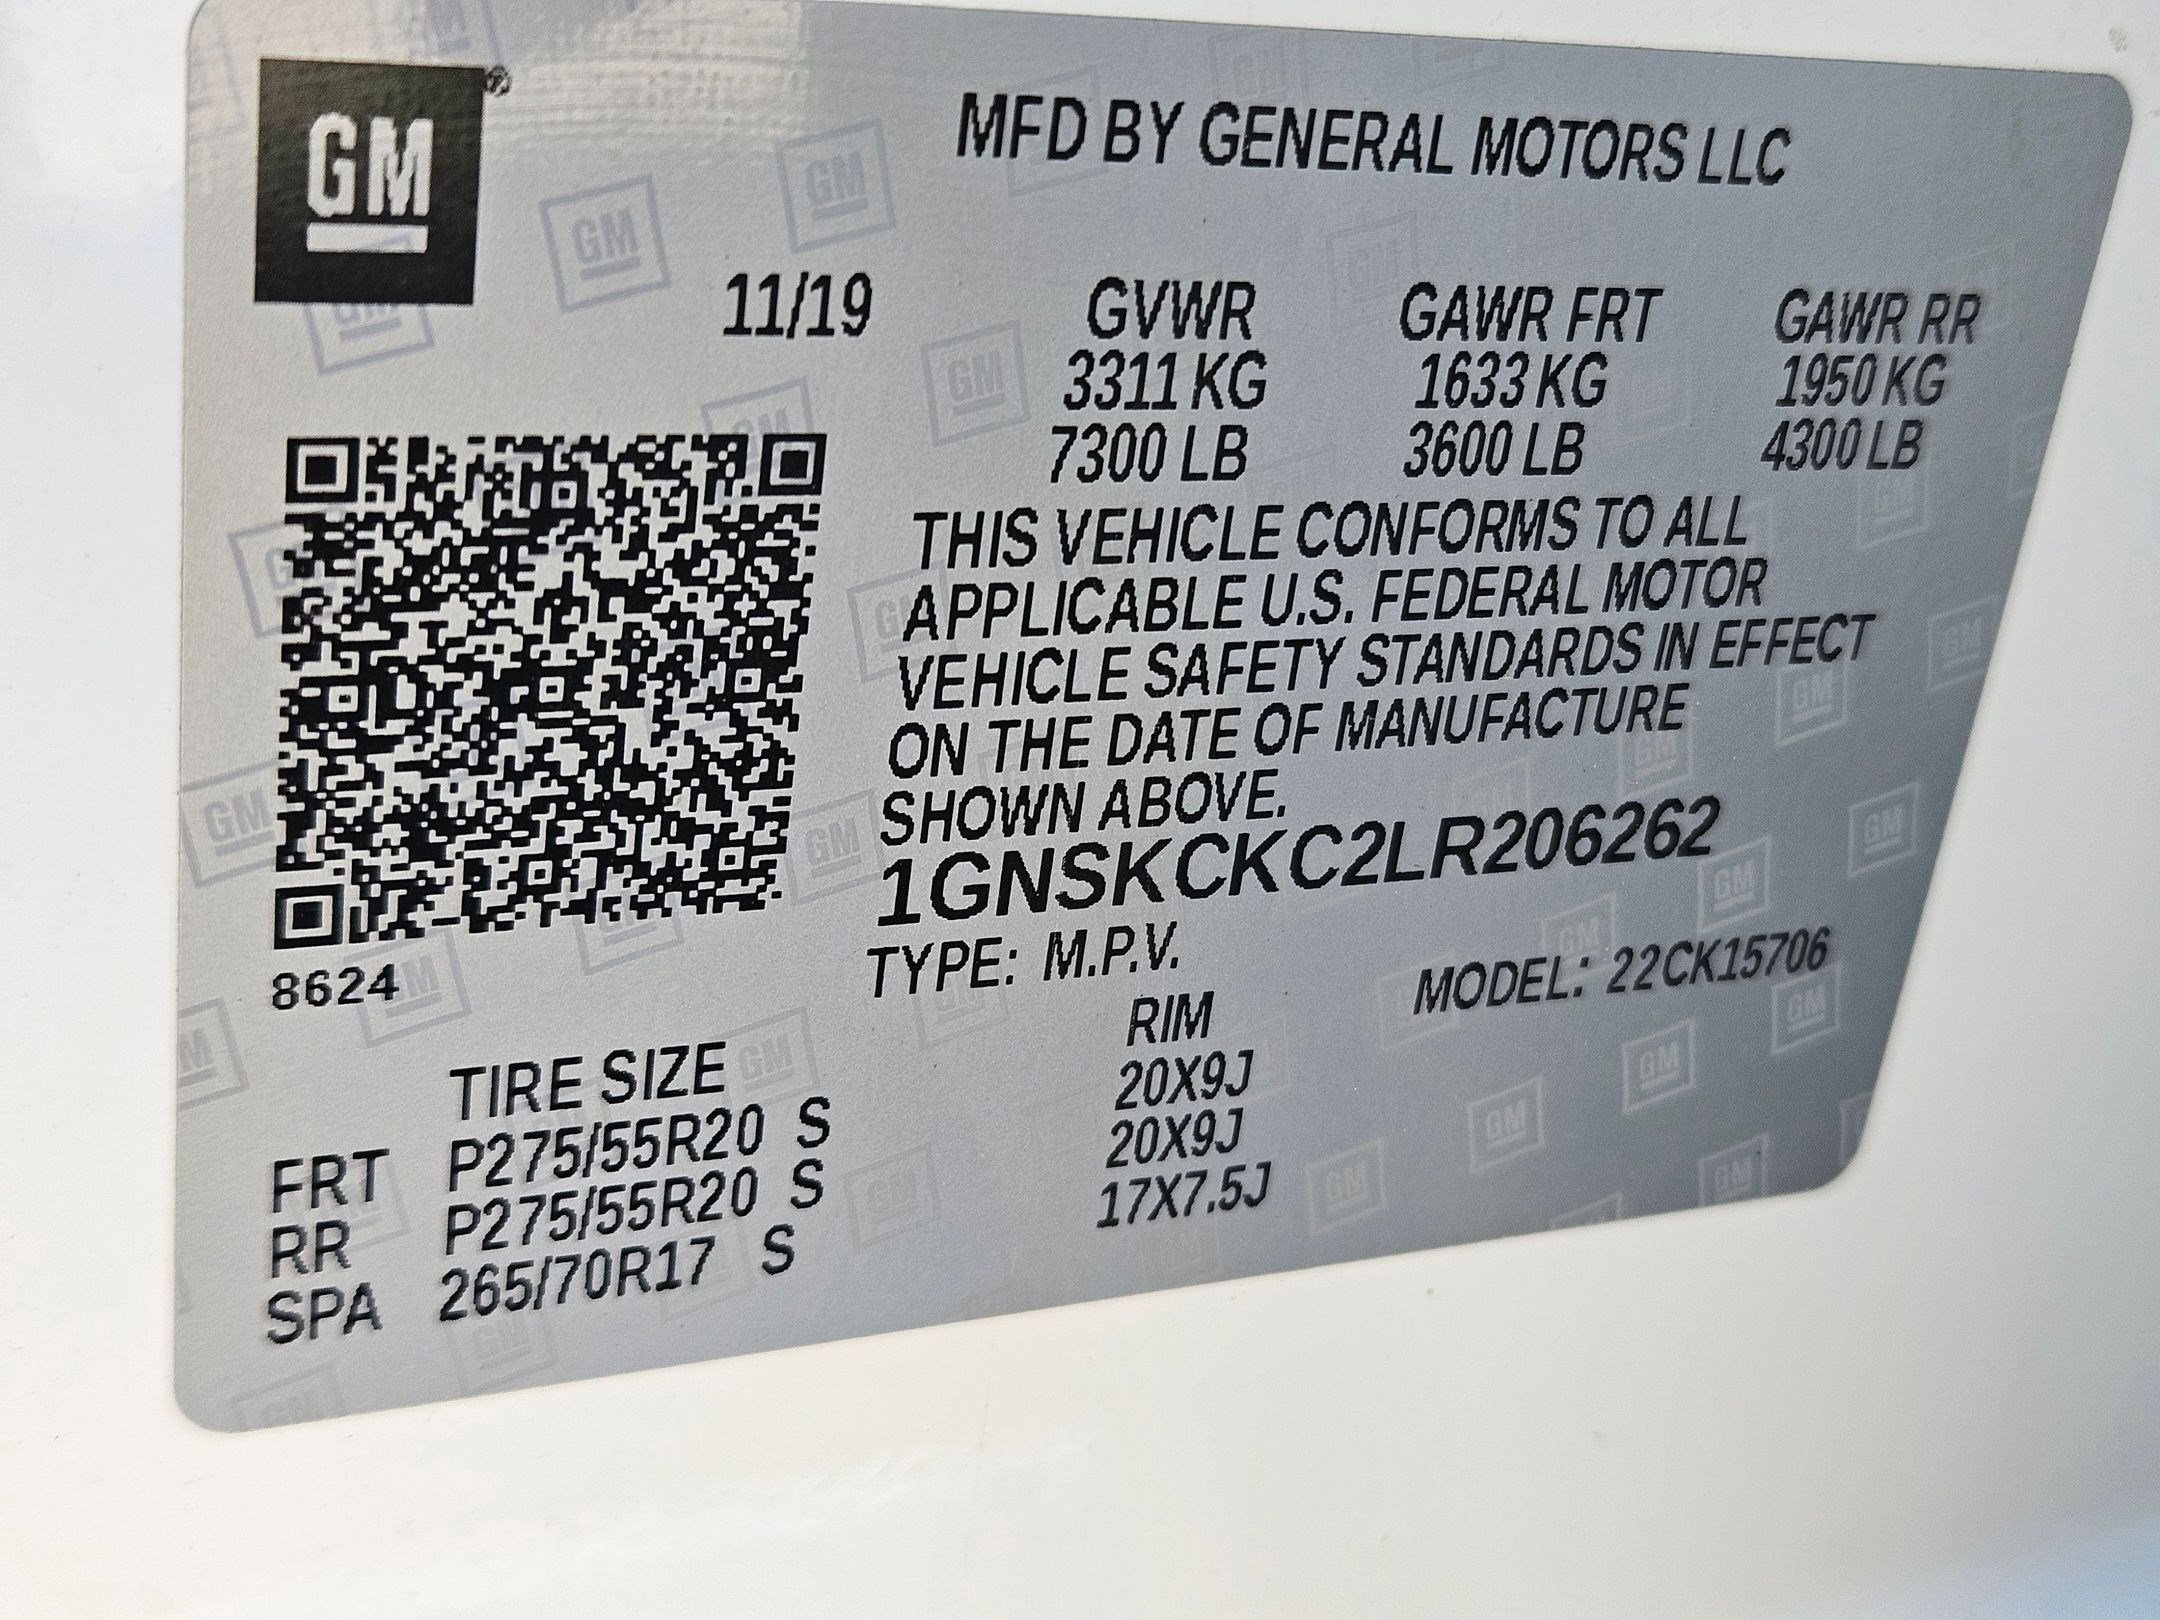 GM®
MFD BY GENERAL MOTORS LLC
11/19
GVWR GAWR FRT GAWR RR
3311 KG 1633 KG 1950 KG
7300 LB 3600 LB 4300 LB
THIS VEHICLE CONFORMS TO ALL
APPLICABLE U.S. FEDERAL MOTOR
VEHICLE SAFETY STANDARDS IN EFFECT
ON THE DATE OF MANUFACTURE
SHOWN ABOVE.
1GNSKCKC2LR206262
8624
TYPE: M.P.V. MODEL: 22CK15706
TIRE SIZE RIM
FRT P275/55R20 S 20X9J
RR P275/55R20 S 20X9J
SPA 265/70R17 S 17X7.5J